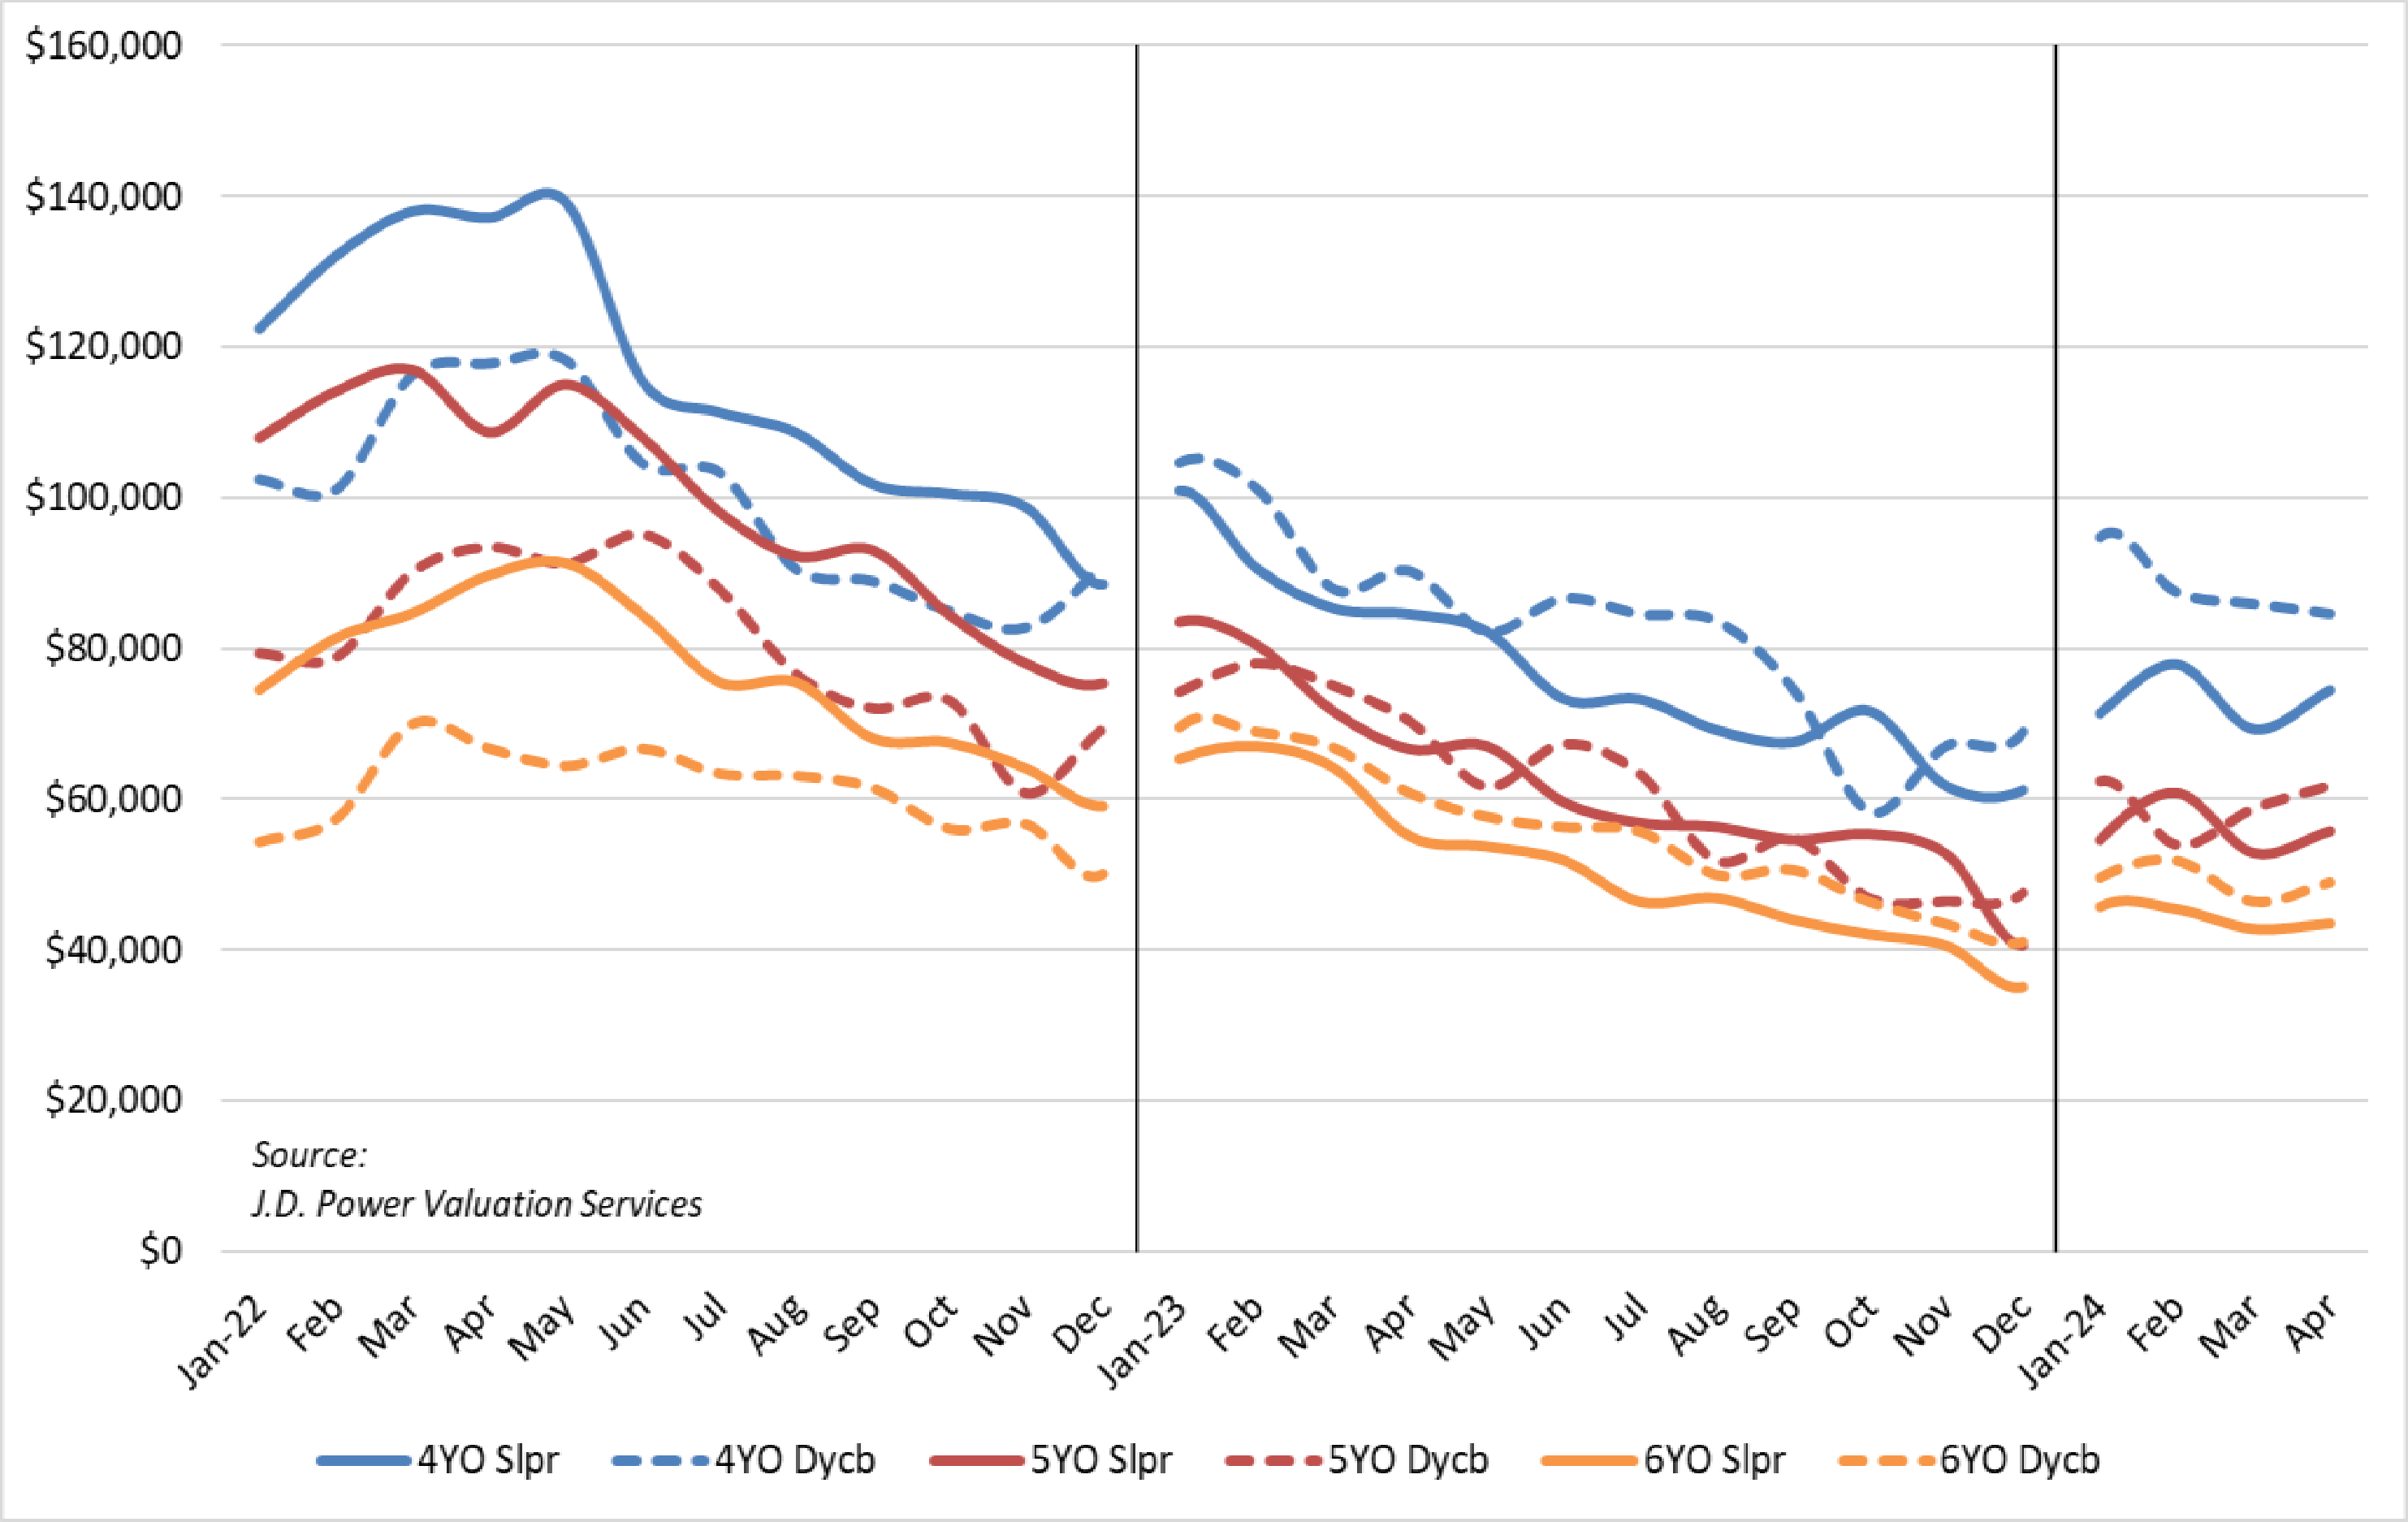 $160,000
$140,000
$120,000
$100,000
$80,000
$60,000
$40,000
$20,000
$0
Source:
J.D. Power Valuation Services
Jan-22
Feb
Mar
Apr
May
Jun
Jul
Aug
Sep
Oct
Nov
Dec
Jan-23
Feb
Mar
Apr
May
Jun
Jul
Aug
Sep
Oct
Nov
Dec
Jan-24
Feb
Mar
Apr
4YO Slpr
4YO Dycb
5YO Slpr
5YO Dycb
6YO Slpr
6YO Dycb